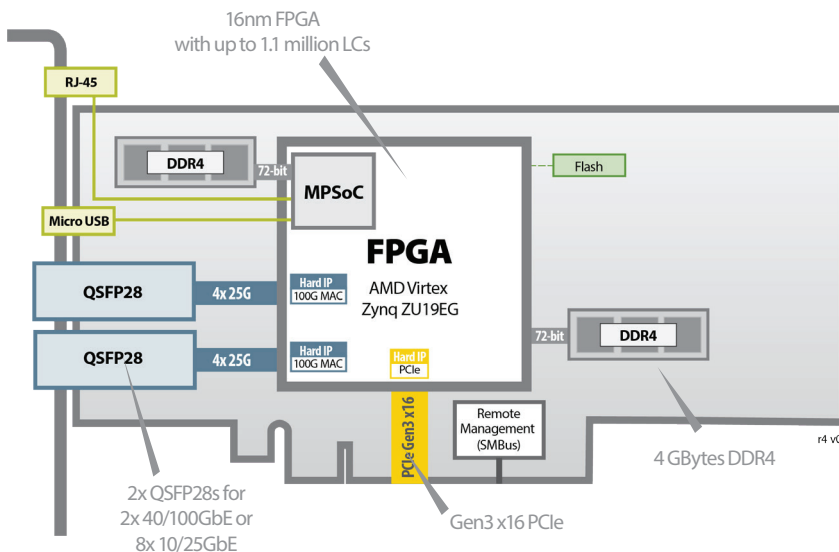 16nm FPGA
with up to 1.1 million LCs
RJ-45
DDR4
72-bit
MPSoC
Flash
Micro USB
FPGA
AMD Virtex
Zynq ZU19EG
QSFP28
4x 25G
Hard IP
100G MAC
72-bit
DDR4
QSFP28
4x 25G
Hard IP
100G MAC
Hard IP
PCIe
PCIe Gen3 x16
Remote
Management
(SMBus)
r4 v0
4 GBytes DDR4
2x QSFP28s for
2x 40/100GbE or
8x 10/25GbE
Gen3 x16 PCIe